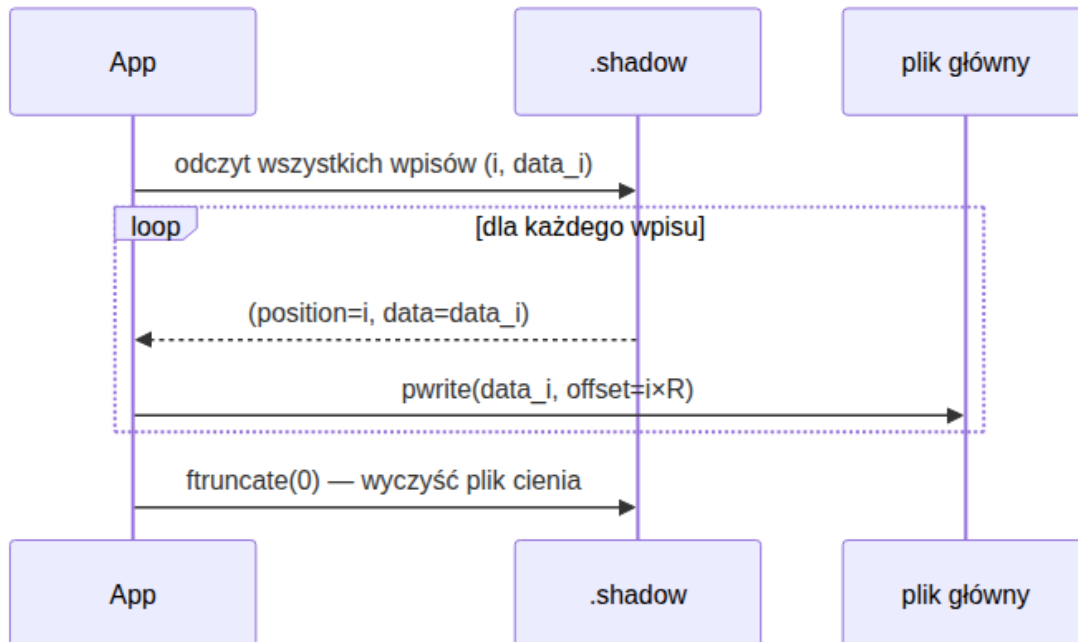 App
.shadow
plik główny
odczyt wszystkich wpisów (i, data_i)
loop
[dla każdego wpisu]
(position=i, data=data_i)
pwrite(data_i, offset=i×R)
ftruncate(0) — wyczyść plik cienia
App
.shadow
plik główny